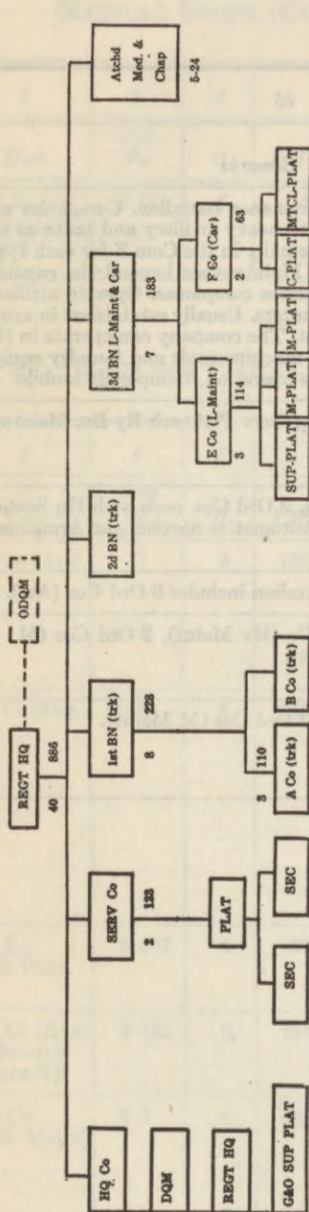 ODQM
REGT HQ
40 886
HQ Co
DQM
REGT HQ
G&O SUP PLAT
SERV Co
2 123
PLAT
SEC
SEC
1st BN (trk)
8 228
3 110
A Co (trk)
B Co (trk)
2d BN (trk)
3d BN L-Maint & Car
7 183
E Co (L-Maint)
3 114
SUP-PLAT
M-PLAT
M-PLAT
F Co (Car)
2 63
C-PLAT
MTCL-PLAT
Atchd
Med. &
Chap
5-24